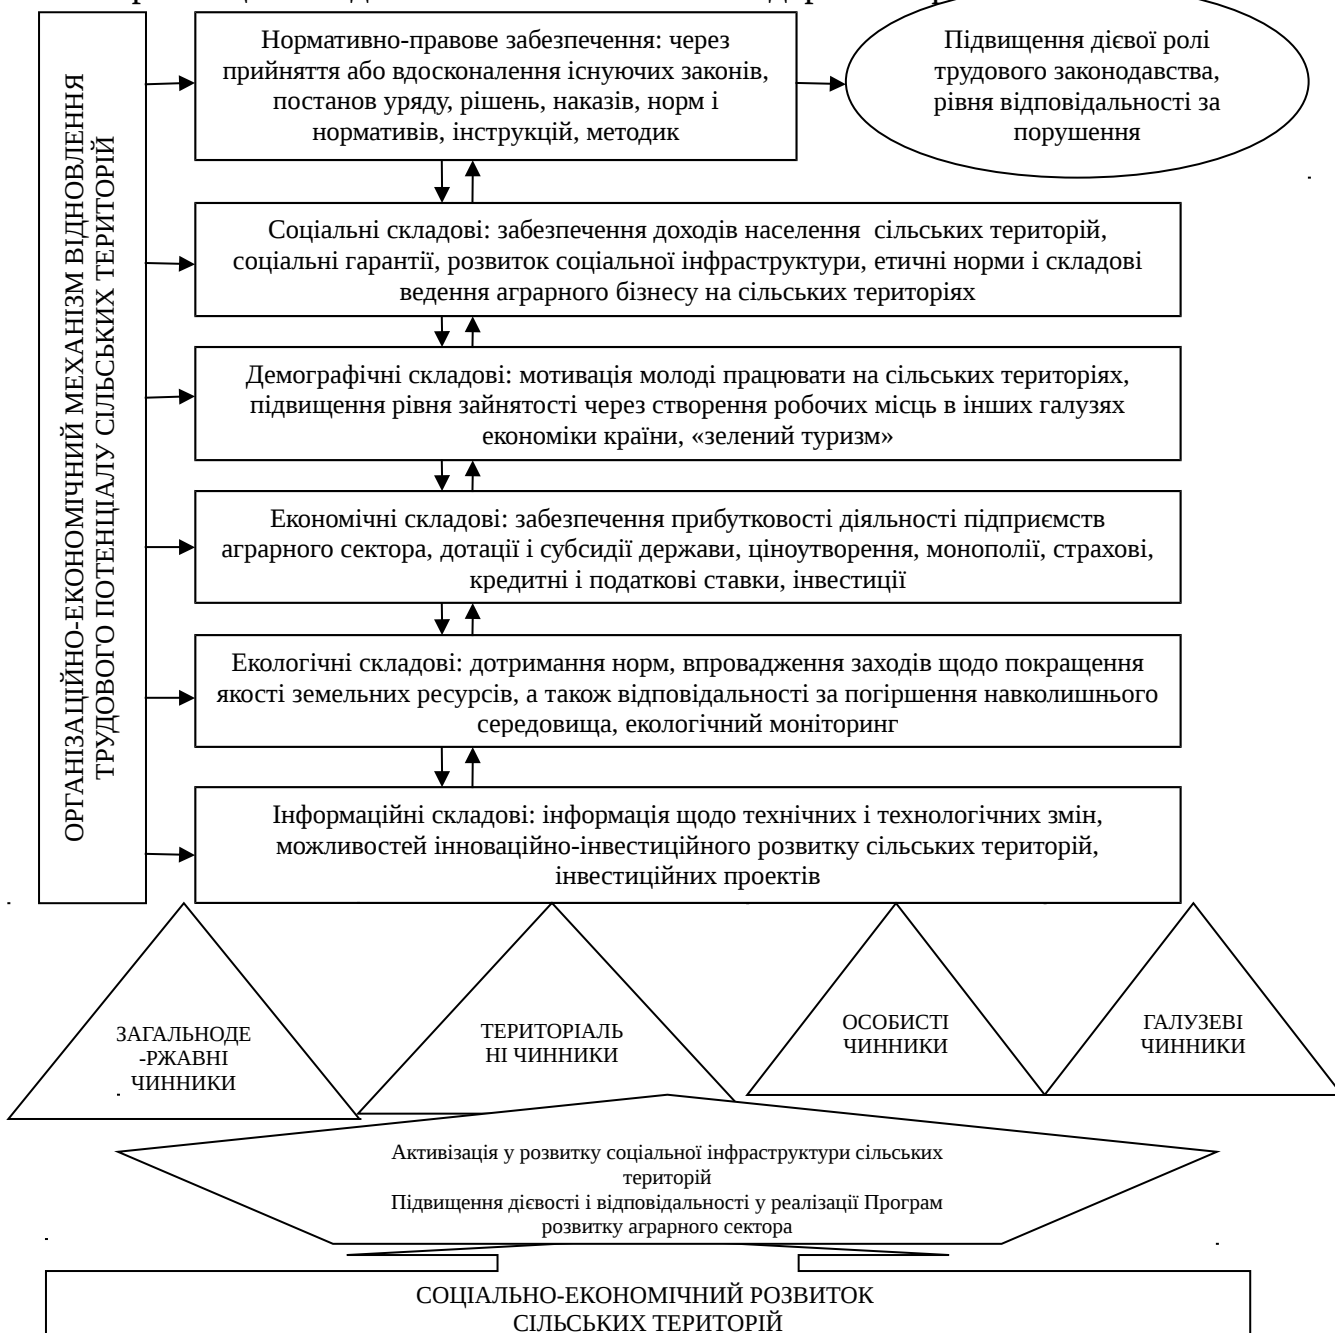 ОРГАНІЗАЦІЙНО-ЕКОНОМІЧНИЙ МЕХАНІЗМ ВІДНОВЛЕННЯ
ТРУДОВОГО ПОТЕНЦІАЛУ СІЛЬСЬКИХ ТЕРИТОРІЙ
Нормативно-правове забезпечення: через
прийняття або вдосконалення існуючих законів,
постанов уряду, рішень, наказів, норм і
нормативів, інструкцій, методик
Підвищення дієвої ролі
трудового законодавства,
рівня відповідальності за
порушення
Соціальні складові: забезпечення доходів населення  сільських територій,
соціальні гарантії, розвиток соціальної інфраструктури, етичні норми і складові
ведення аграрного бізнесу на сільських територіях
Демографічні складові: мотивація молоді працювати на сільських територіях,
підвищення рівня зайнятості через створення робочих місць в інших галузях
економіки країни, «зелений туризм»
Економічні складові: забезпечення прибутковості діяльності підприємств
аграрного сектора, дотації і субсидії держави, ціноутворення, монополії, страхові,
кредитні і податкові ставки, інвестиції
Екологічні складові: дотримання норм, впровадження заходів щодо покращення
якості земельних ресурсів, а також відповідальності за погіршення навколишнього
середовища, екологічний моніторинг
Інформаційні складові: інформація щодо технічних і технологічних змін,
можливостей інноваційно-інвестиційного розвитку сільських територій,
інвестиційних проектів
ЗАГАЛЬНОДЕ
-РЖАВНІ
ЧИННИКИ
ТЕРИТОРІАЛЬ
НІ ЧИННИКИ
ОСОБИСТІ
ЧИННИКИ
ГАЛУЗЕВІ
ЧИННИКИ
Активізація у розвитку соціальної інфраструктури сільських
територій
Підвищення дієвості і відповідальності у реалізації Програм
розвитку аграрного сектора
СОЦІАЛЬНО-ЕКОНОМІЧНИЙ РОЗВИТОК
СІЛЬСЬКИХ ТЕРИТОРІЙ